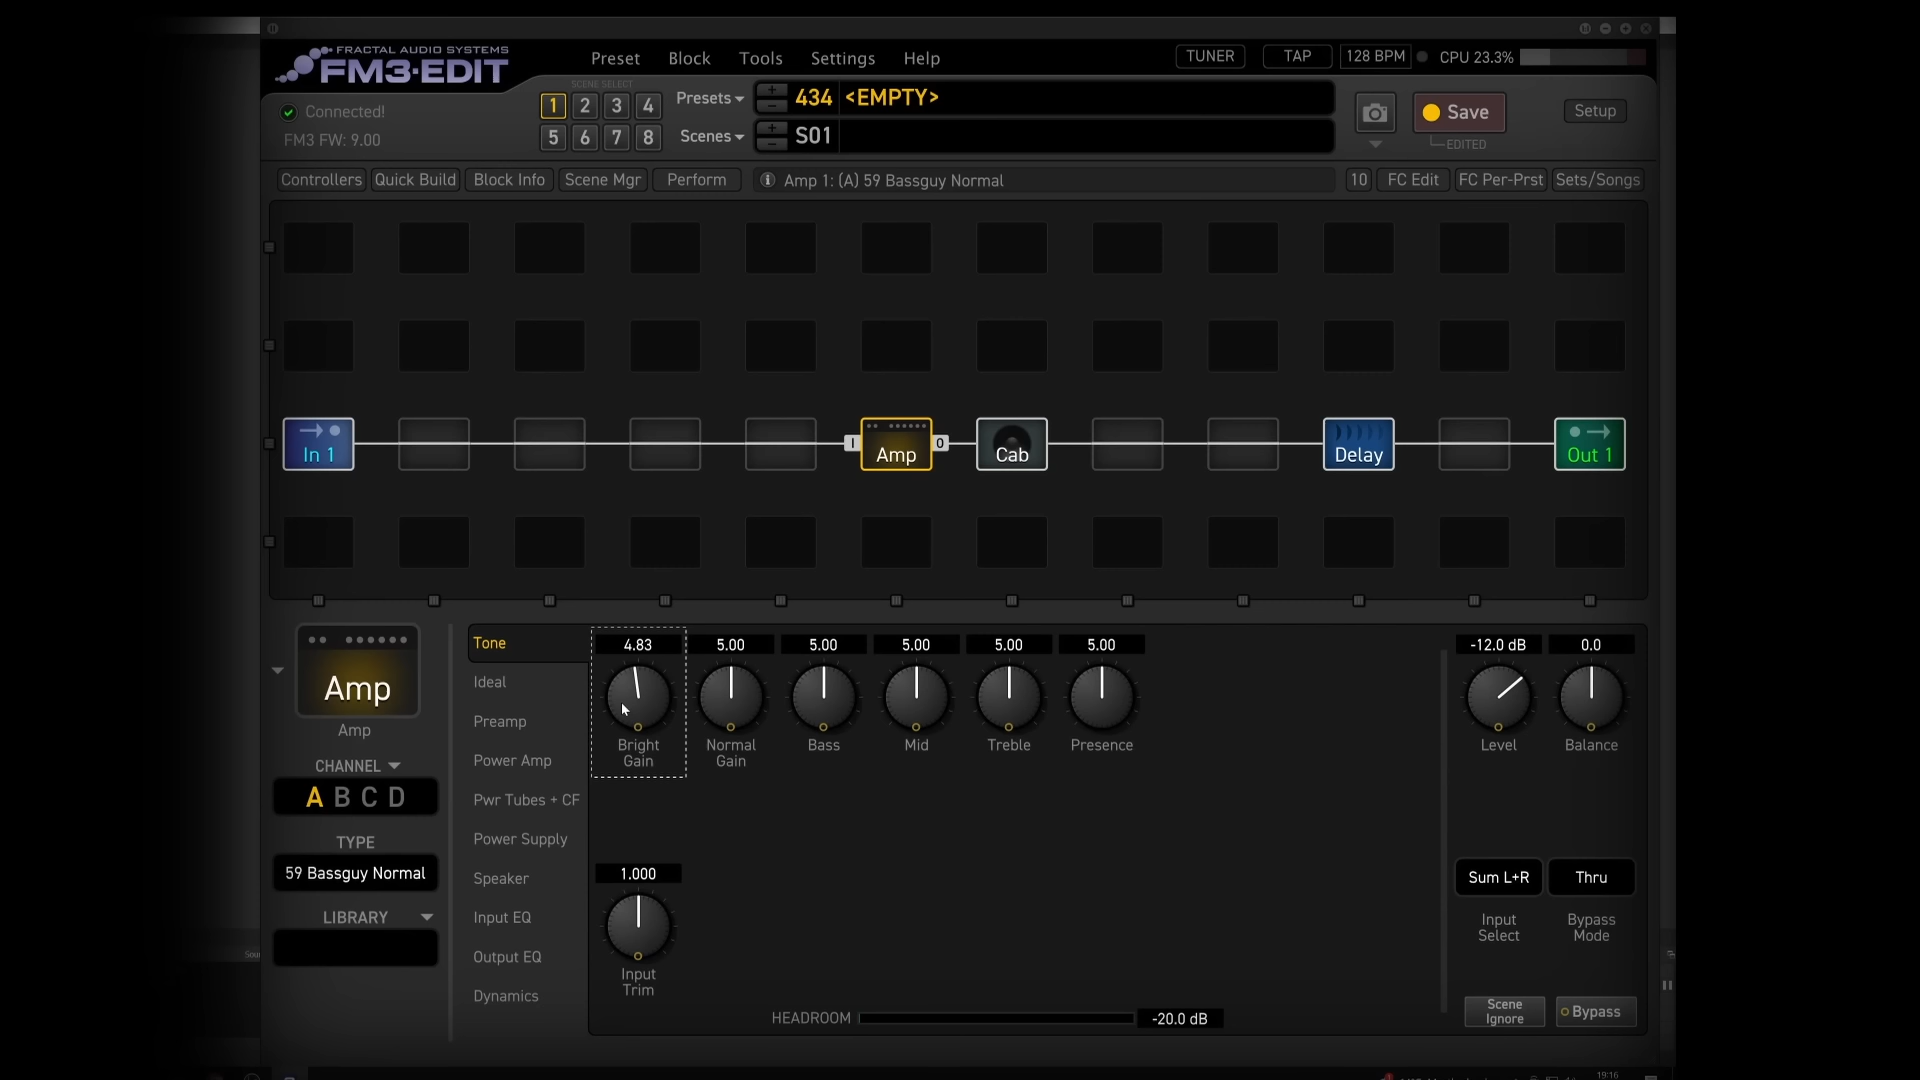 FRACTAL AUDIO SYSTEMS
FM3-EDIT
Preset Block Tools Settings Help
TUNER TAP 128 BPM CPU 23.3%
Connected!
FM3 FW: 9.00
SCENE SELECT
1 2 3 4
5 6 7 8
Presets
+
−
434 <EMPTY>
Scenes
+
−
S01
Save
EDITED
Setup
Controllers Quick Build Block Info Scene Mgr Perform
Amp 1: (A) 59 Bassguy Normal
10 FC Edit FC Per-Prst Sets/Songs
In 1
I Amp O
Cab
Delay
Out 1
Amp
Amp
CHANNEL
A B C D
TYPE
59 Bassguy Normal
LIBRARY
Tone
Ideal
Preamp
Power Amp
Pwr Tubes + CF
Power Supply
Speaker
Input EQ
Output EQ
Dynamics
4.83 5.00 5.00 5.00 5.00 5.00
Bright Normal Bass Mid Treble Presence
Gain Gain
1.000
Input
Trim
HEADROOM -20.0 dB
-12.0 dB 0.0
Level Balance
Sum L+R Thru
Input Bypass
Select Mode
Scene
Ignore
Bypass
19:16